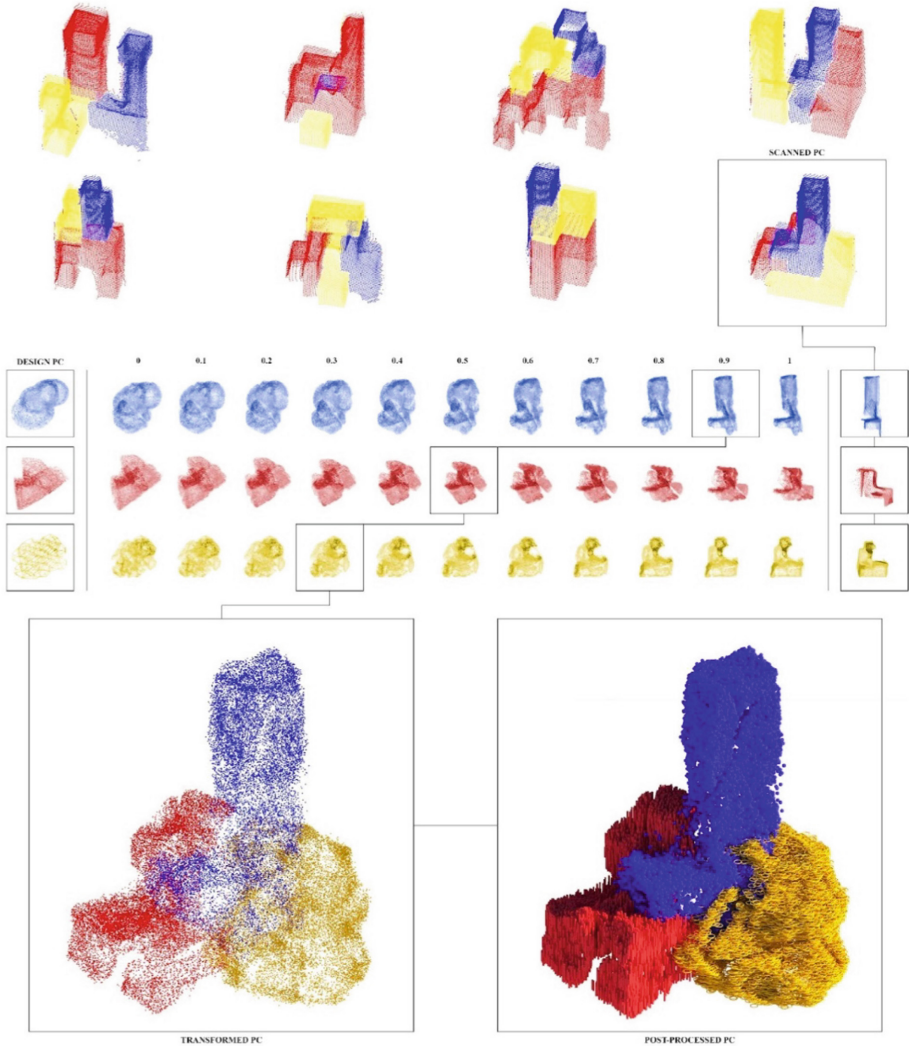 SCANNED PC
DESIGN PC 0 0.1 0.2 0.3 0.4 0.5 0.6 0.7 0.8 0.9 1
TRANSFORMED PC POST-PROCESSED PC